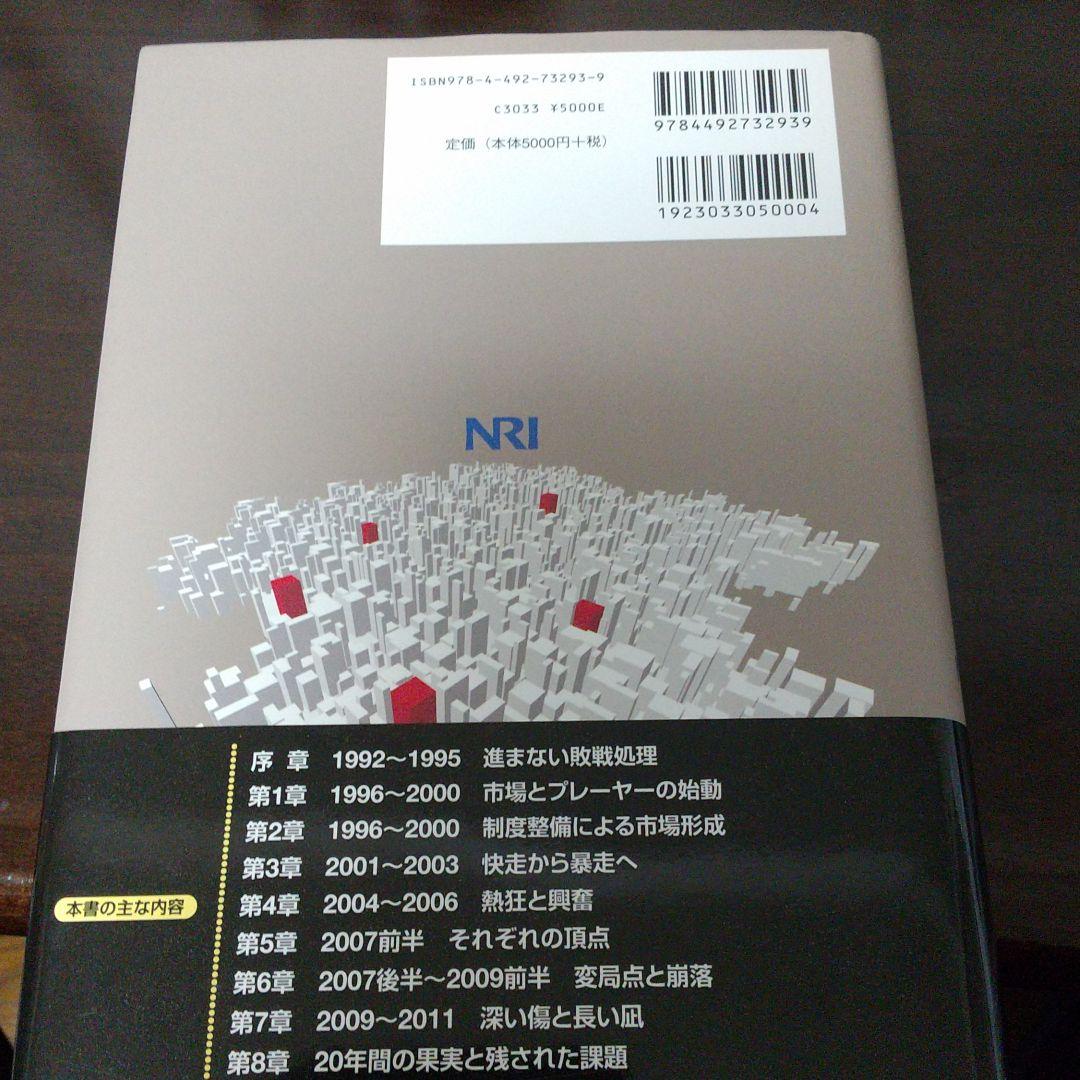 ISBN978-4-492-73293-9
C3033 ¥5000E
定価（本体5000円＋税）
9784492732939
1923033050004
NRI
本書の主な内容
序 章 1992〜1995 進まない敗戦処理
第1章 1996〜2000 市場とプレーヤーの始動
第2章 1996〜2000 制度整備による市場形成
第3章 2001〜2003 快走から暴走へ
第4章 2004〜2006 熱狂と興奮
第5章 2007前半 それぞれの頂点
第6章 2007後半〜2009前半 変局点と崩落
第7章 2009〜2011 深い傷と長い凪
第8章 20年間の果実と残された課題